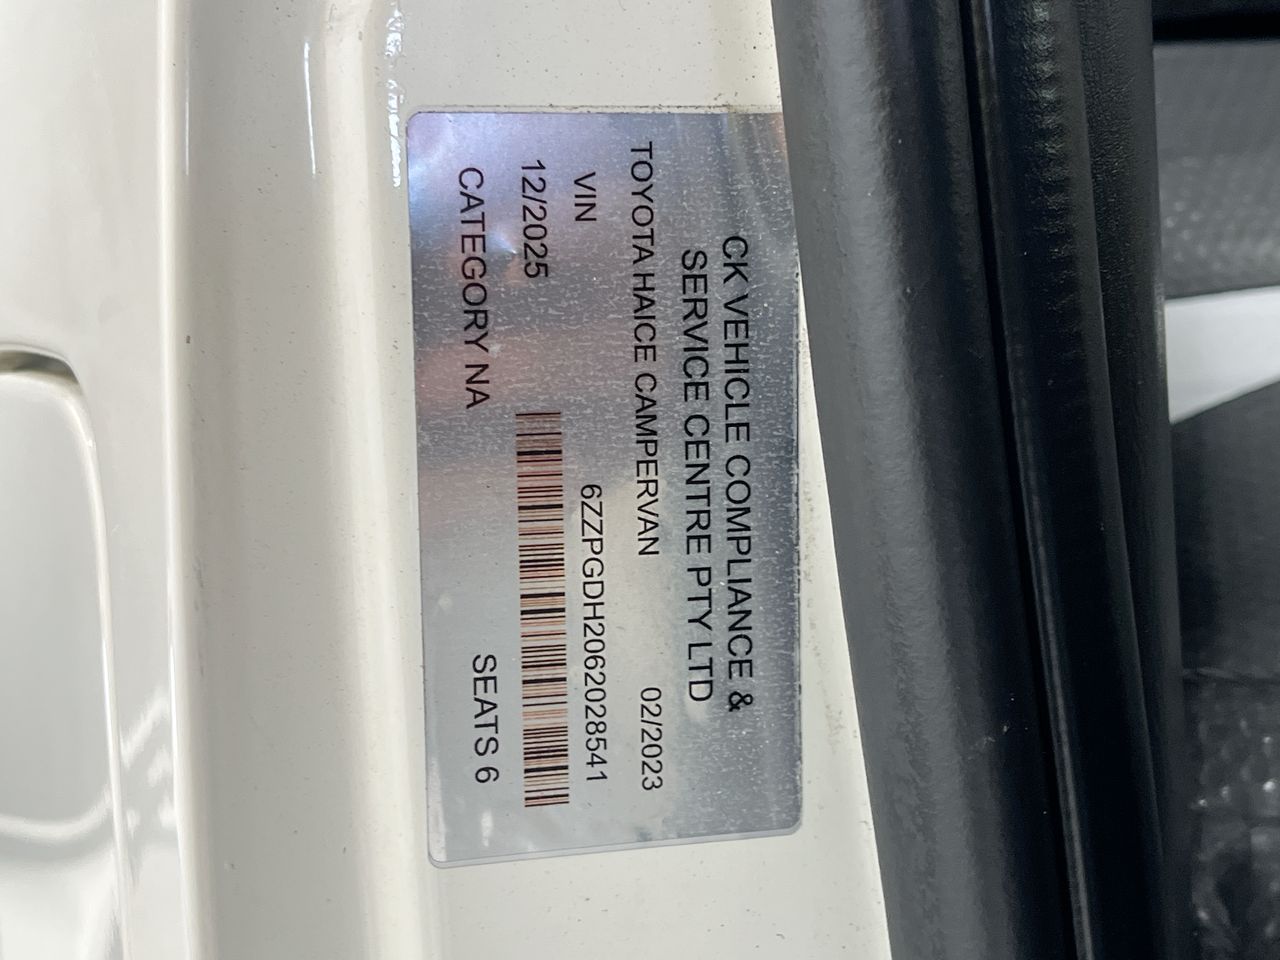 CK VEHICLE COMPLIANCE &
SERVICE CENTRE PTY LTD
TOYOTA HAICE CAMPERVAN 02/2023
VIN 6ZZPGDH2062028541
12/2025
CATEGORY NA SEATS 6